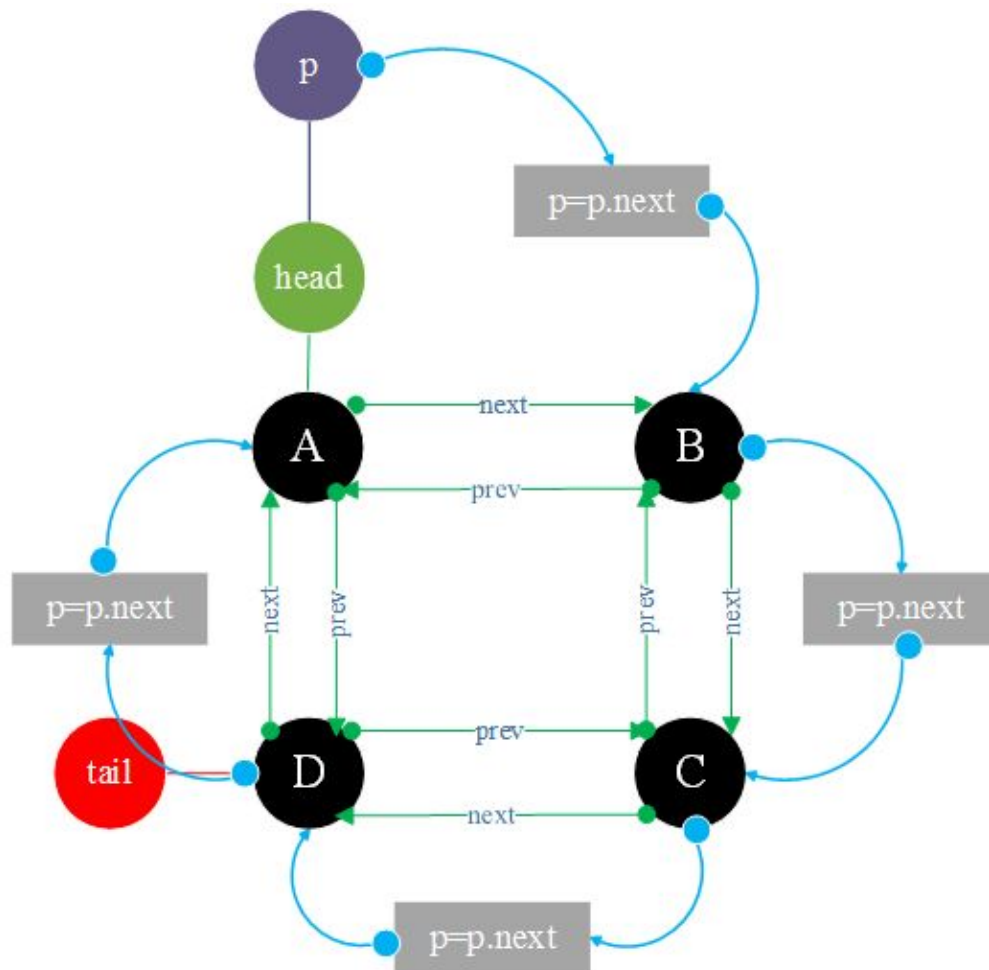 p
p=p.next
head
A
next
B
prev
next
prev
prev
next
p=p.next
p=p.next
tail
D
prev
C
next
p=p.next